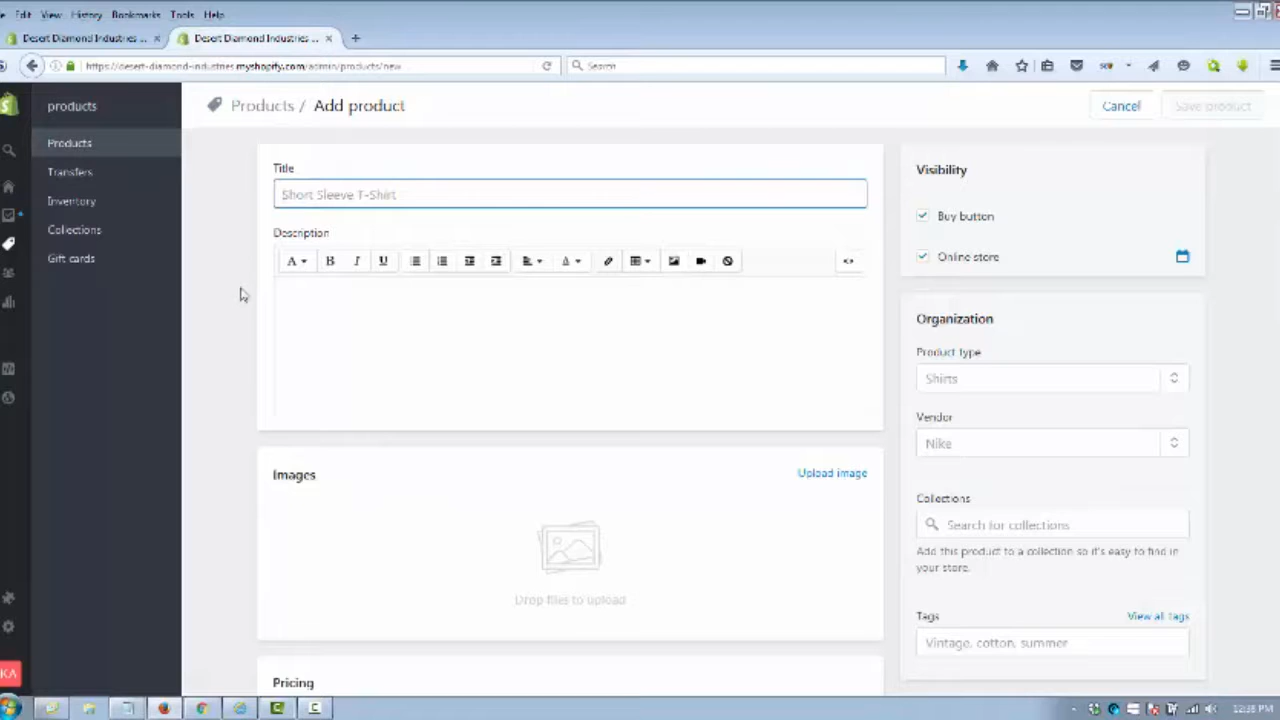 Edit View History Bookmarks Tools Help
Desert Diamond Industries ... × Desert Diamond Industries ... × +
https://desert-diamond-industries.myshopify.com/admin/products/new Search
products
Products / Add product
Cancel
Save product
Products
Transfers
Inventory
Collections
Gift cards
Title
Short Sleeve T-Shirt
Description
A B I U A <>
Images
Upload image
Drop files to upload
Pricing
Visibility
Buy button
Online store
Organization
Product type
Shirts
Vendor
Nike
Collections
Search for collections
Add this product to a collection so it's easy to find in
your store.
Tags
View all tags
Vintage, cotton, summer
KA
12:38 PM